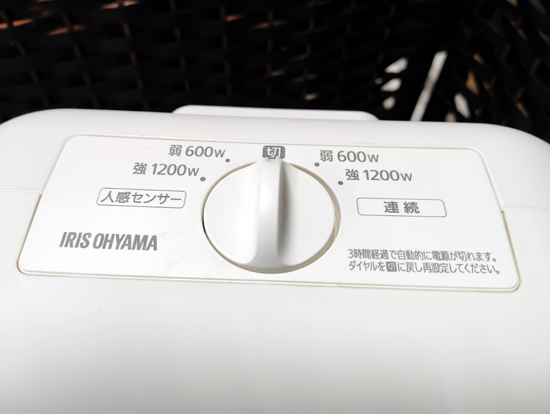 切
弱 600W
強 1200W
人感センサー
弱 600W
強 1200W
連続
IRIS OHYAMA
3時間経過で自動的に電源が切れます。
ダイヤルを切に戻し再設定してください。